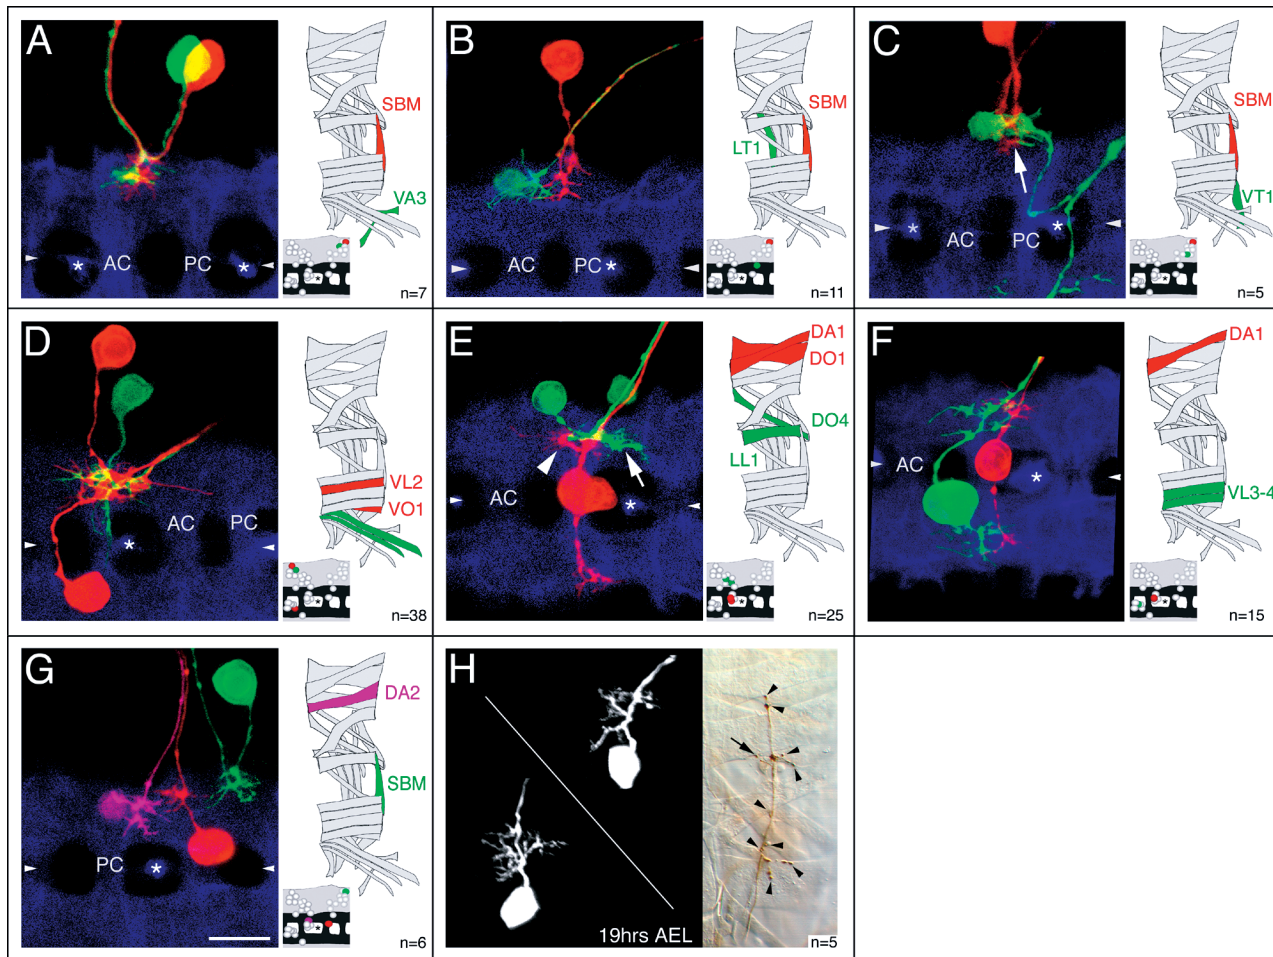 A
SBM
VA3
AC
PC
*
*
*
n=7
B
SBM
LT1
AC
PC
*
*
n=11
C
SBM
VT1
AC
PC
*
*
*
n=5
D
VL2
VO1
AC
PC
*
*
n=38
E
DA1
DO1
DO4
LL1
AC
*
*
n=25
F
DA1
VL3-4
AC
*
*
n=15
G
DA2
SBM
PC
*
*
n=6
H
19hrs AEL
n=5